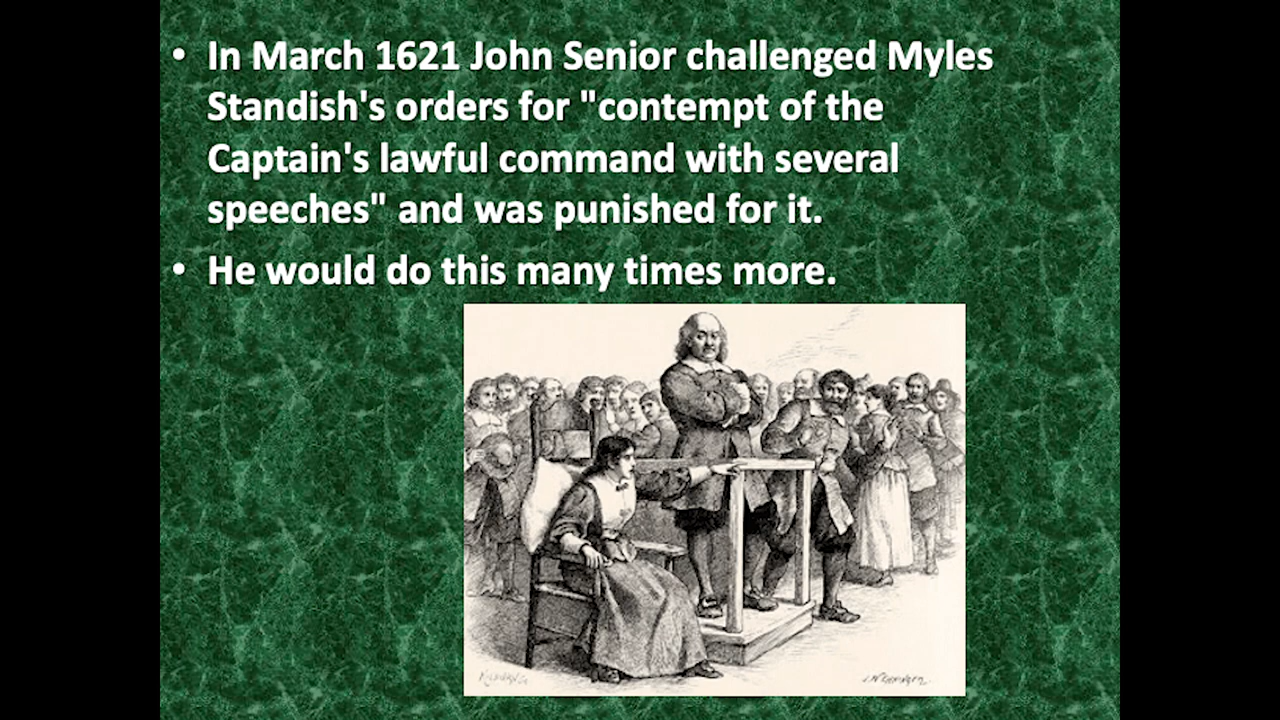 • In March 1621 John Senior challenged Myles
Standish's orders for "contempt of the
Captain's lawful command with several
speeches" and was punished for it.
• He would do this many times more.